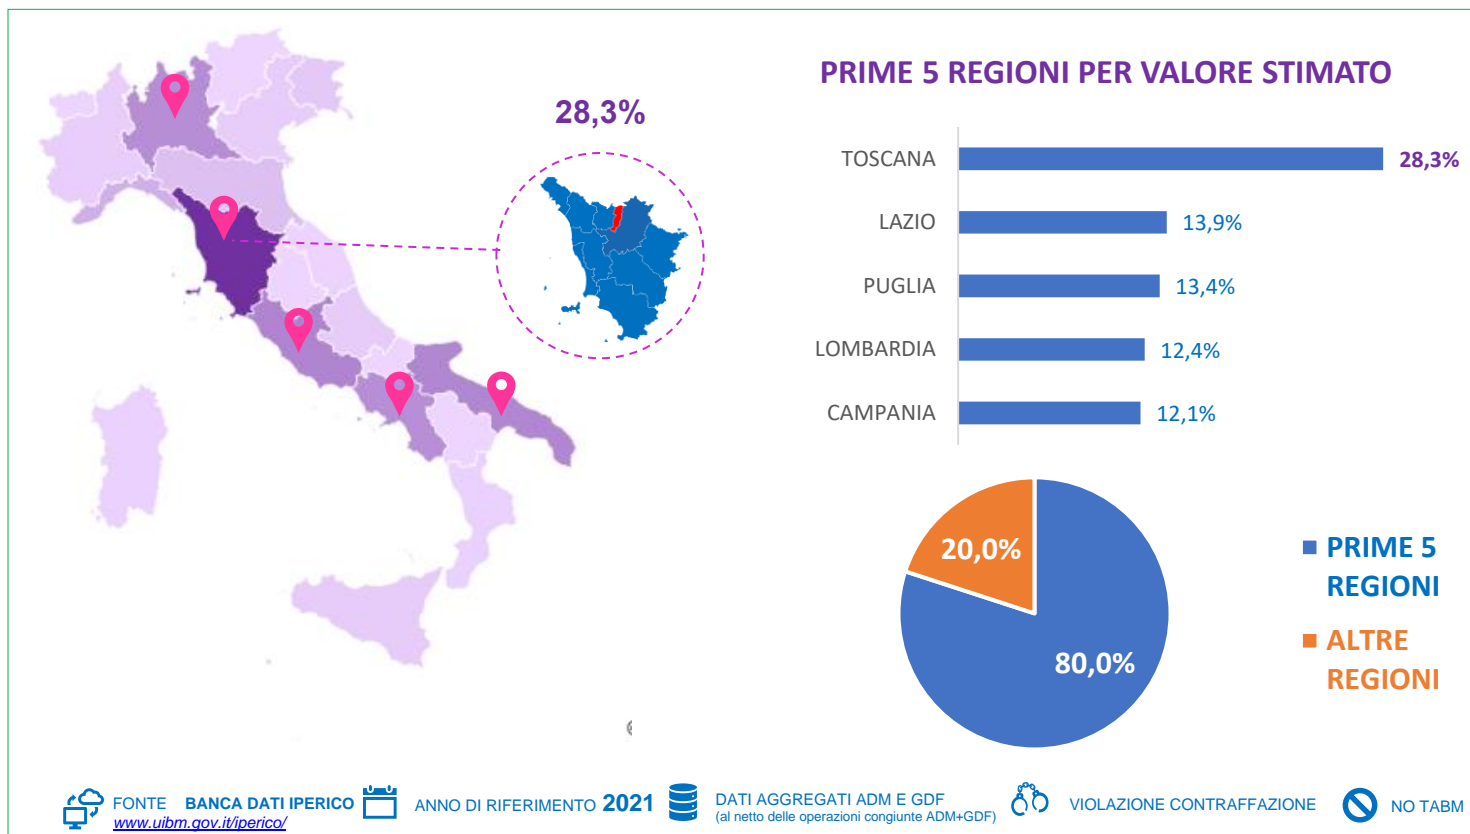 28,3%
PRIME 5 REGIONI PER VALORE STIMATO
TOSCANA 28,3%
LAZIO 13,9%
PUGLIA 13,4%
LOMBARDIA 12,4%
CAMPANIA 12,1%
20,0%
80,0%
PRIME 5
REGIONI
ALTRE
REGIONI
FONTE BANCA DATI IPERICO
www.uibm.gov.it/iperico/
ANNO DI RIFERIMENTO 2021
DATI AGGREGATI ADM E GDF
(al netto delle operazioni congiunte ADM+GDF)
VIOLAZIONE CONTRAFFAZIONE
NO TABM